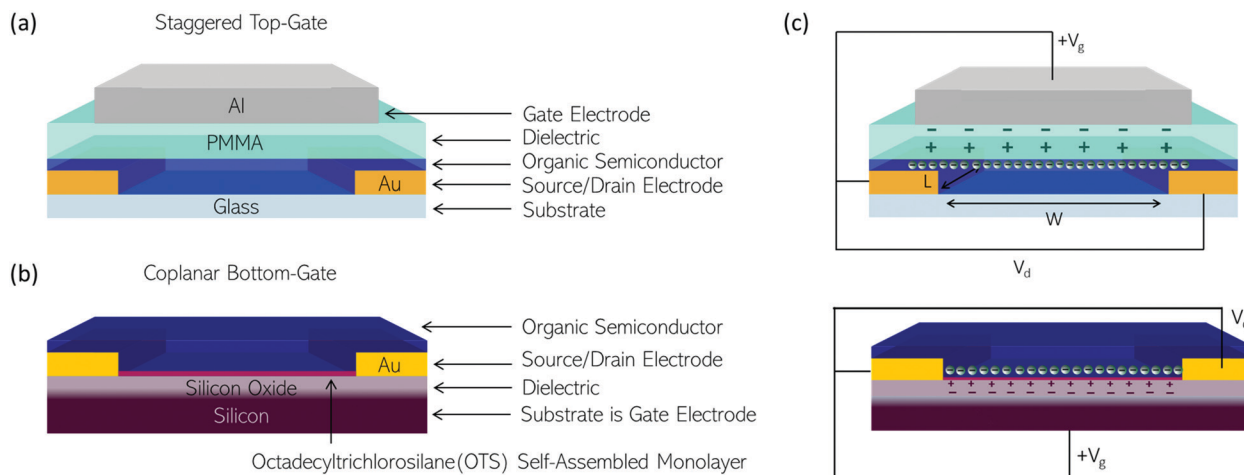 (a)
Staggered Top-Gate
Al
PMMA
Au
Glass
Gate Electrode
Dielectric
Organic Semiconductor
Source/Drain Electrode
Substrate
(b)
Coplanar Bottom-Gate
Au
Silicon Oxide
Silicon
Organic Semiconductor
Source/Drain Electrode
Dielectric
Substrate is Gate Electrode
Octadecyltrichlorosilane(OTS) Self-Assembled Monolayer
(c)
+Vg
- - - - - - -
+ + + + + + +
L
W
Vd
+ + + + + + + + + + + +
- - - - - - - - - - - -
+Vg